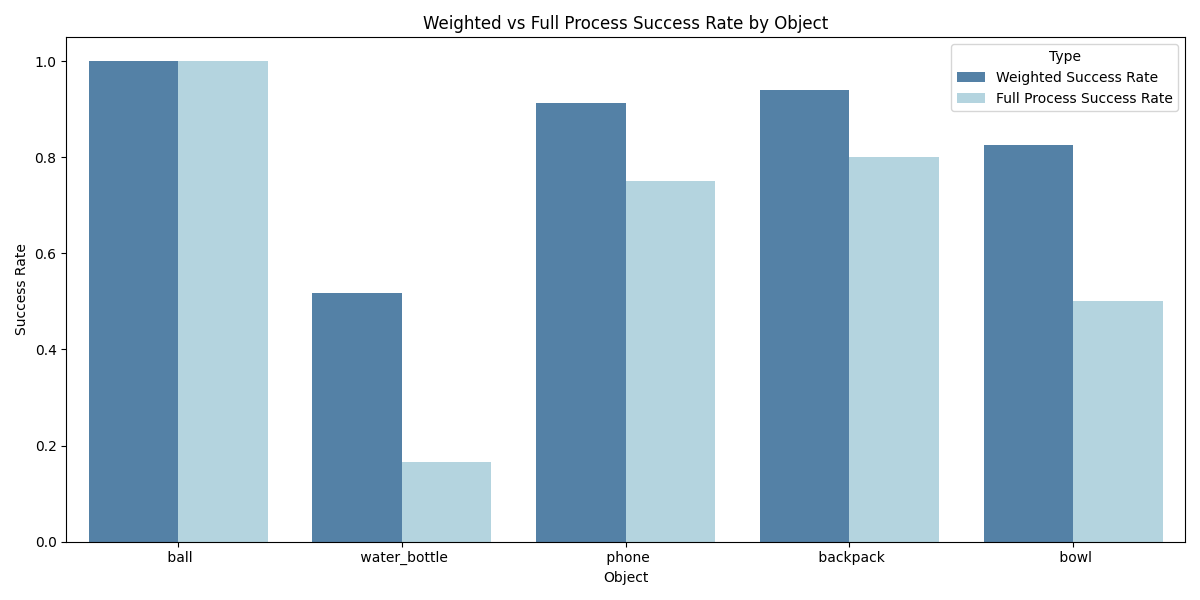 Weighted vs Full Process Success Rate by Object
Type
Weighted Success Rate
Full Process Success Rate
Success Rate
1.0
0.8
0.6
0.4
0.2
0.0
ball
water_bottle
phone
backpack
bowl
Object